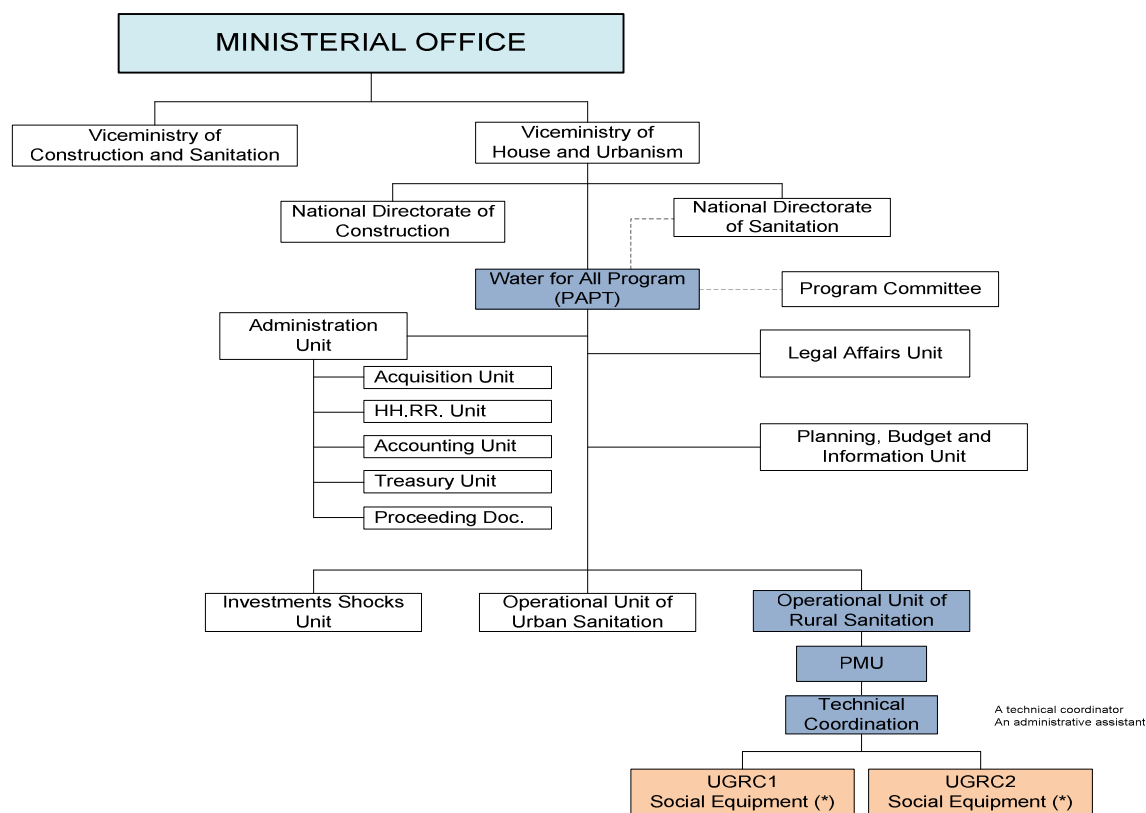 MINISTERIAL OFFICE
Viceministry of
Construction and Sanitation
Viceministry of
House and Urbanism
National Directorate of
Construction
National Directorate
of Sanitation
Water for All Program
(PAPT)
Program Committee
Administration
Unit
Legal Affairs Unit
Acquisition Unit
HH.RR. Unit
Accounting Unit
Treasury Unit
Proceeding Doc.
Planning, Budget and
Information Unit
Investments Shocks
Unit
Operational Unit of
Urban Sanitation
Operational Unit of
Rural Sanitation
PMU
Technical
Coordination
A technical coordinator
An administrative assistant
UGRC1
Social Equipment (*)
UGRC2
Social Equipment (*)